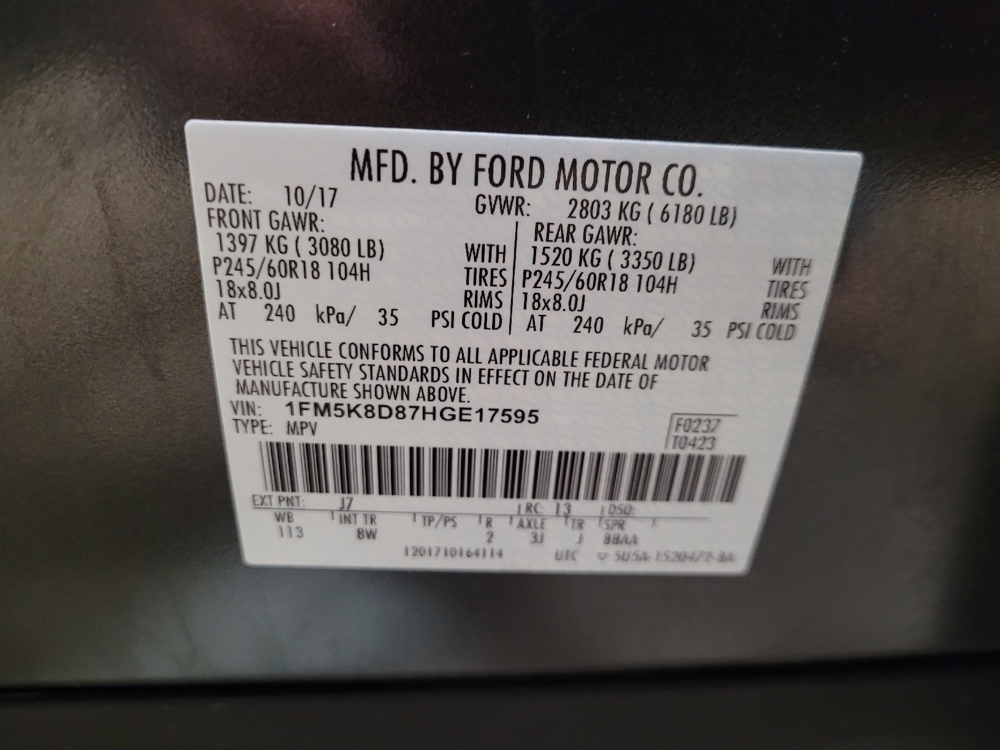 MFD. BY FORD MOTOR CO.
DATE: 10/17 GVWR: 2803 KG ( 6180 LB)
FRONT GAWR: REAR GAWR:
1397 KG ( 3080 LB) WITH 1520 KG ( 3350 LB) WITH
P245/60R18 104H TIRES P245/60R18 104H TIRES
18x8.0J RIMS 18x8.0J RIMS
AT 240 kPa/ 35 PSI COLD AT 240 kPa/ 35 PSI COLD
THIS VEHICLE CONFORMS TO ALL APPLICABLE FEDERAL MOTOR
VEHICLE SAFETY STANDARDS IN EFFECT ON THE DATE OF
MANUFACTURE SHOWN ABOVE.
VIN: 1FM5K8D87HGE17595
TYPE: MPV
F0237
T0423
EXT PNT: J7 RC: 13 DSO:
WB INT TR TP/PS R AXLE TR SPR
113 8W 2 3J J BBAA
1201710164114 UTC 5U5A-1520472-BA